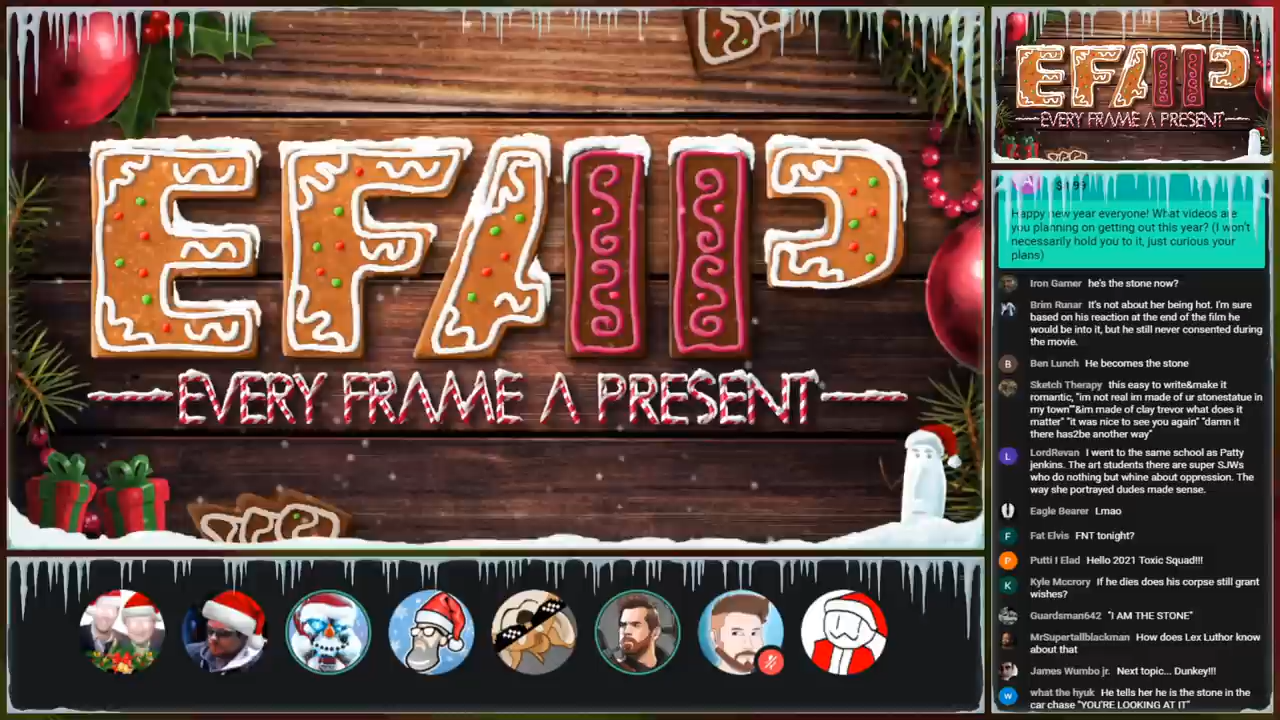 EFAP
EVERY FRAME A PRESENT
EFAP
EVERY FRAME A PRESENT
Happy new year everyone! What videos are
you planning on getting out this year? (I won't
necessarily hold you to it, just curious your
plans)
Iron Gamer he's the stone now?
Brim Runar It's not about her being hot. I'm sure
based on his reaction at the end of the film he
would be into it, but he still never consented during
the movie.
B Ben Lunch He becomes the stone
Sketch Therapy this easy to write&make it
romantic, "im not real im made of ur stonestatue in
my town"&im made of clay trevor what does it
matter" "it was nice to see you again" "damn it
there has2be another way"
L LordRevan I went to the same school as Patty
jenkins. The art students there are super SJWs
who do nothing but whine about oppression. The
way she portrayed dudes made sense.
Eagle Bearer Lmao
F Fat Elvis FNT tonight?
P Putti I Elad Hello 2021 Toxic Squad!!!
K Kyle Mccrory If he dies does his corpse still grant
wishes?
Guardsman642 "I AM THE STONE"
MrSupertallblackman How does Lex Luthor know
about that
James Wumbo jr. Next topic... Dunkey!!!
w what the hyuk He tells her he is the stone in the
car chase "YOU'RE LOOKING AT IT"